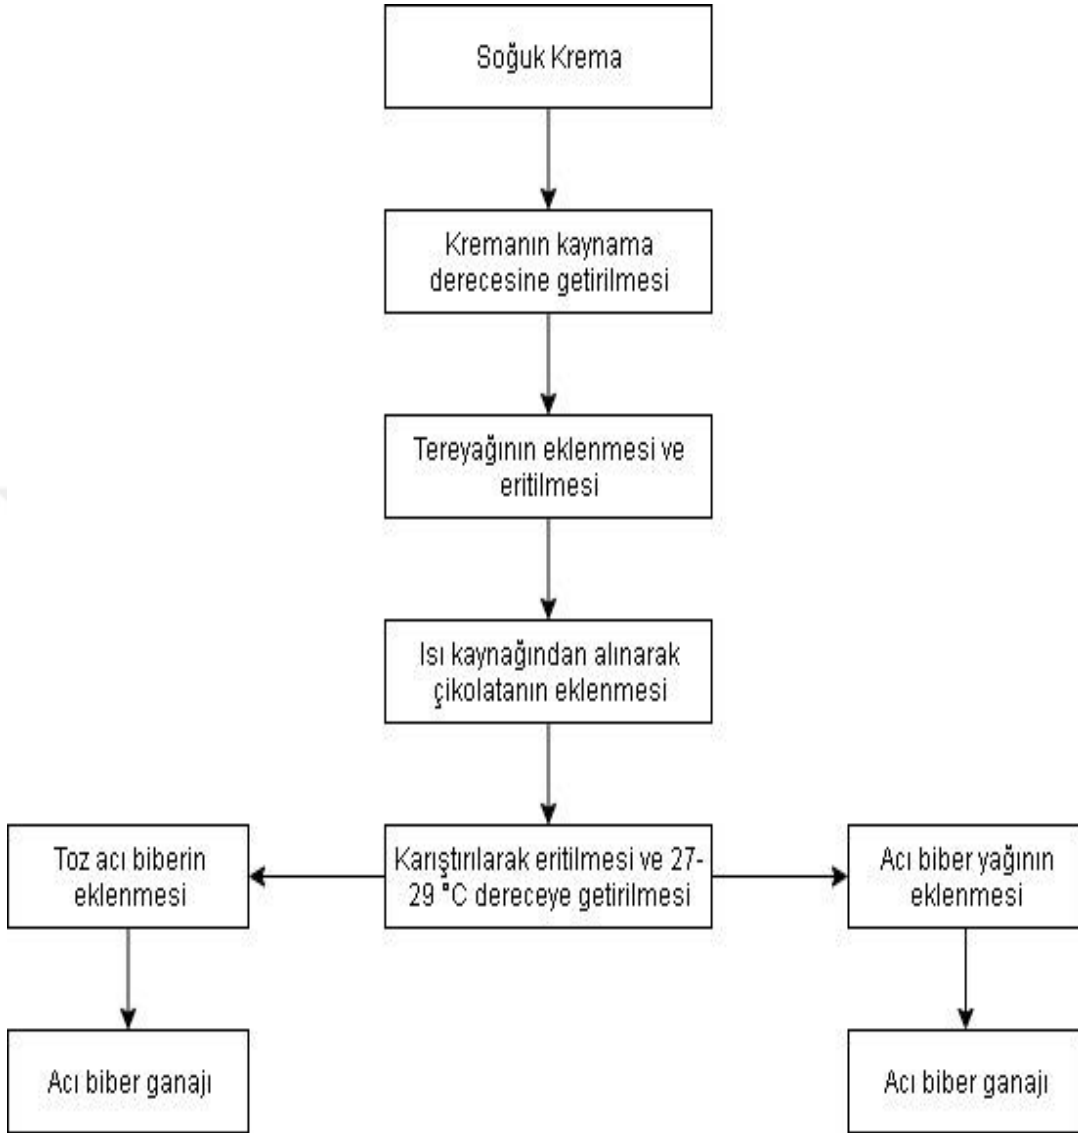 Soğuk Krema
Kremanın kaynama
derecesine getirilmesi
Tereyağının eklenmesi ve
eritilmesi
Isı kaynağından alınarak
çikolatanın eklenmesi
Toz acı biberin
eklenmesi
Karıştırılarak eritilmesi ve 27-
29 °C dereceye getirilmesi
Acı biber yağının
eklenmesi
Acı biber ganajı
Acı biber ganajı